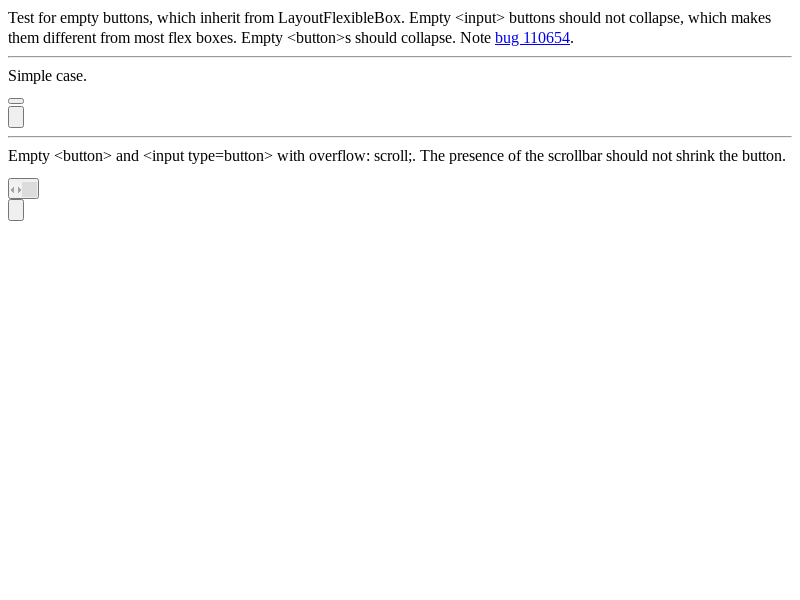 Test for empty buttons, which inherit from LayoutFlexibleBox. Empty <input> buttons should not collapse, which makes
them different from most flex boxes. Empty <button>s should collapse. Note bug 110654.
Simple case.
Empty <button> and <input type=button> with overflow: scroll;. The presence of the scrollbar should not shrink the button.